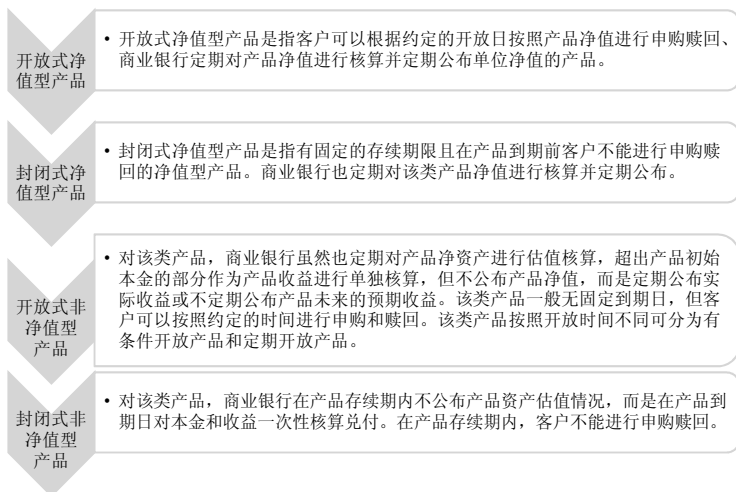 开放式净
值型产品
• 开放式净值型产品是指客户可以根据约定的开放日按照产品净值进行申购赎回、
商业银行定期对产品净值进行核算并定期公布单位净值的产品。
封闭式净
值型产品
• 封闭式净值型产品是指有固定的存续期限且在产品到期前客户不能进行申购赎
回的净值型产品。商业银行也定期对该类产品净值进行核算并定期公布。
开放式非
净值型
产品
• 对该类产品，商业银行虽然也定期对产品净资产进行估值核算，超出产品初始
本金的部分作为产品收益进行单独核算，但不公布产品净值，而是定期公布实
际收益或不定期公布产品未来的预期收益。该类产品一般无固定到期日，但客
户可以按照约定的时间进行申购和赎回。该类产品按照开放时间不同可分为有
条件开放产品和定期开放产品。
封闭式非
净值型
产品
• 对该类产品，商业银行在产品存续期内不公布产品资产估值情况，而是在产品到
期日对本金和收益一次性核算兑付。在产品存续期内，客户不能进行申购赎回。